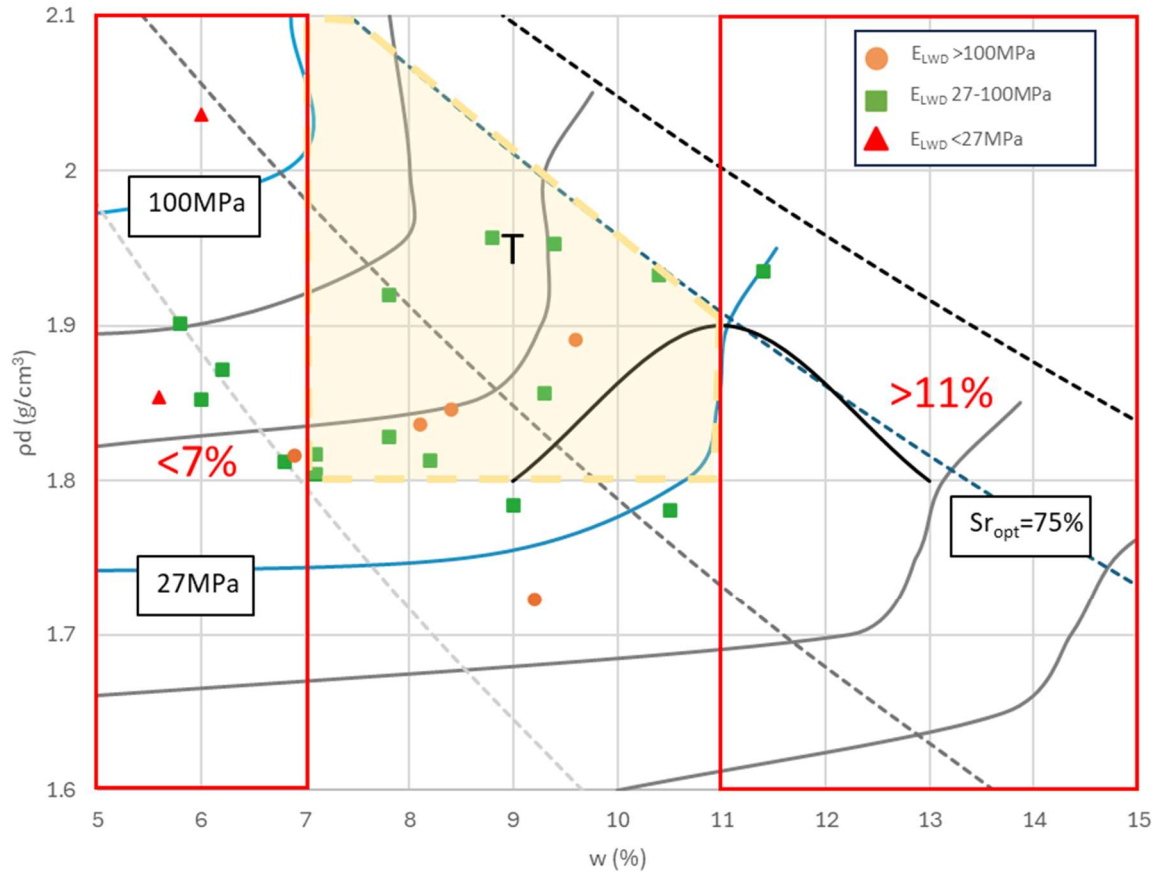 2.1
2
1.9
1.8
1.7
1.6
ρd (g/cm³)
5 6 7 8 9 10 11 12 13 14 15
w (%)
E_LWD >100MPa
E_LWD 27-100MPa
E_LWD <27MPa
100MPa
T
>11%
<7%
Sr_opt=75%
27MPa